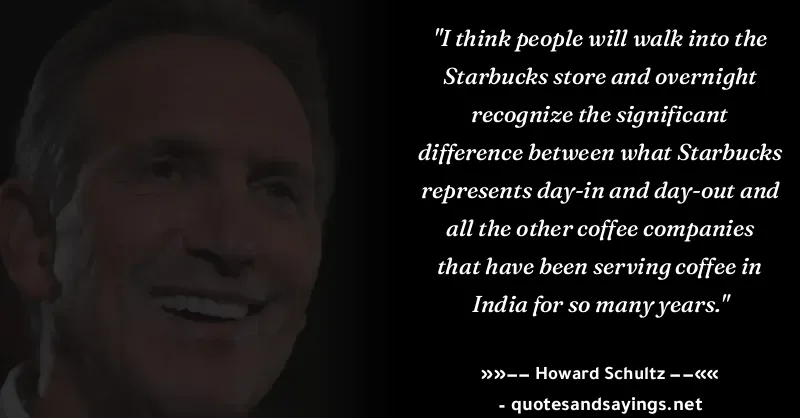 "I think people will walk into the
Starbucks store and overnight
recognize the significant
difference between what Starbucks
represents day-in and day-out and
all the other coffee companies
that have been serving coffee in
India for so many years."
»»–– Howard Schultz ––««
- quotesandsayings.net